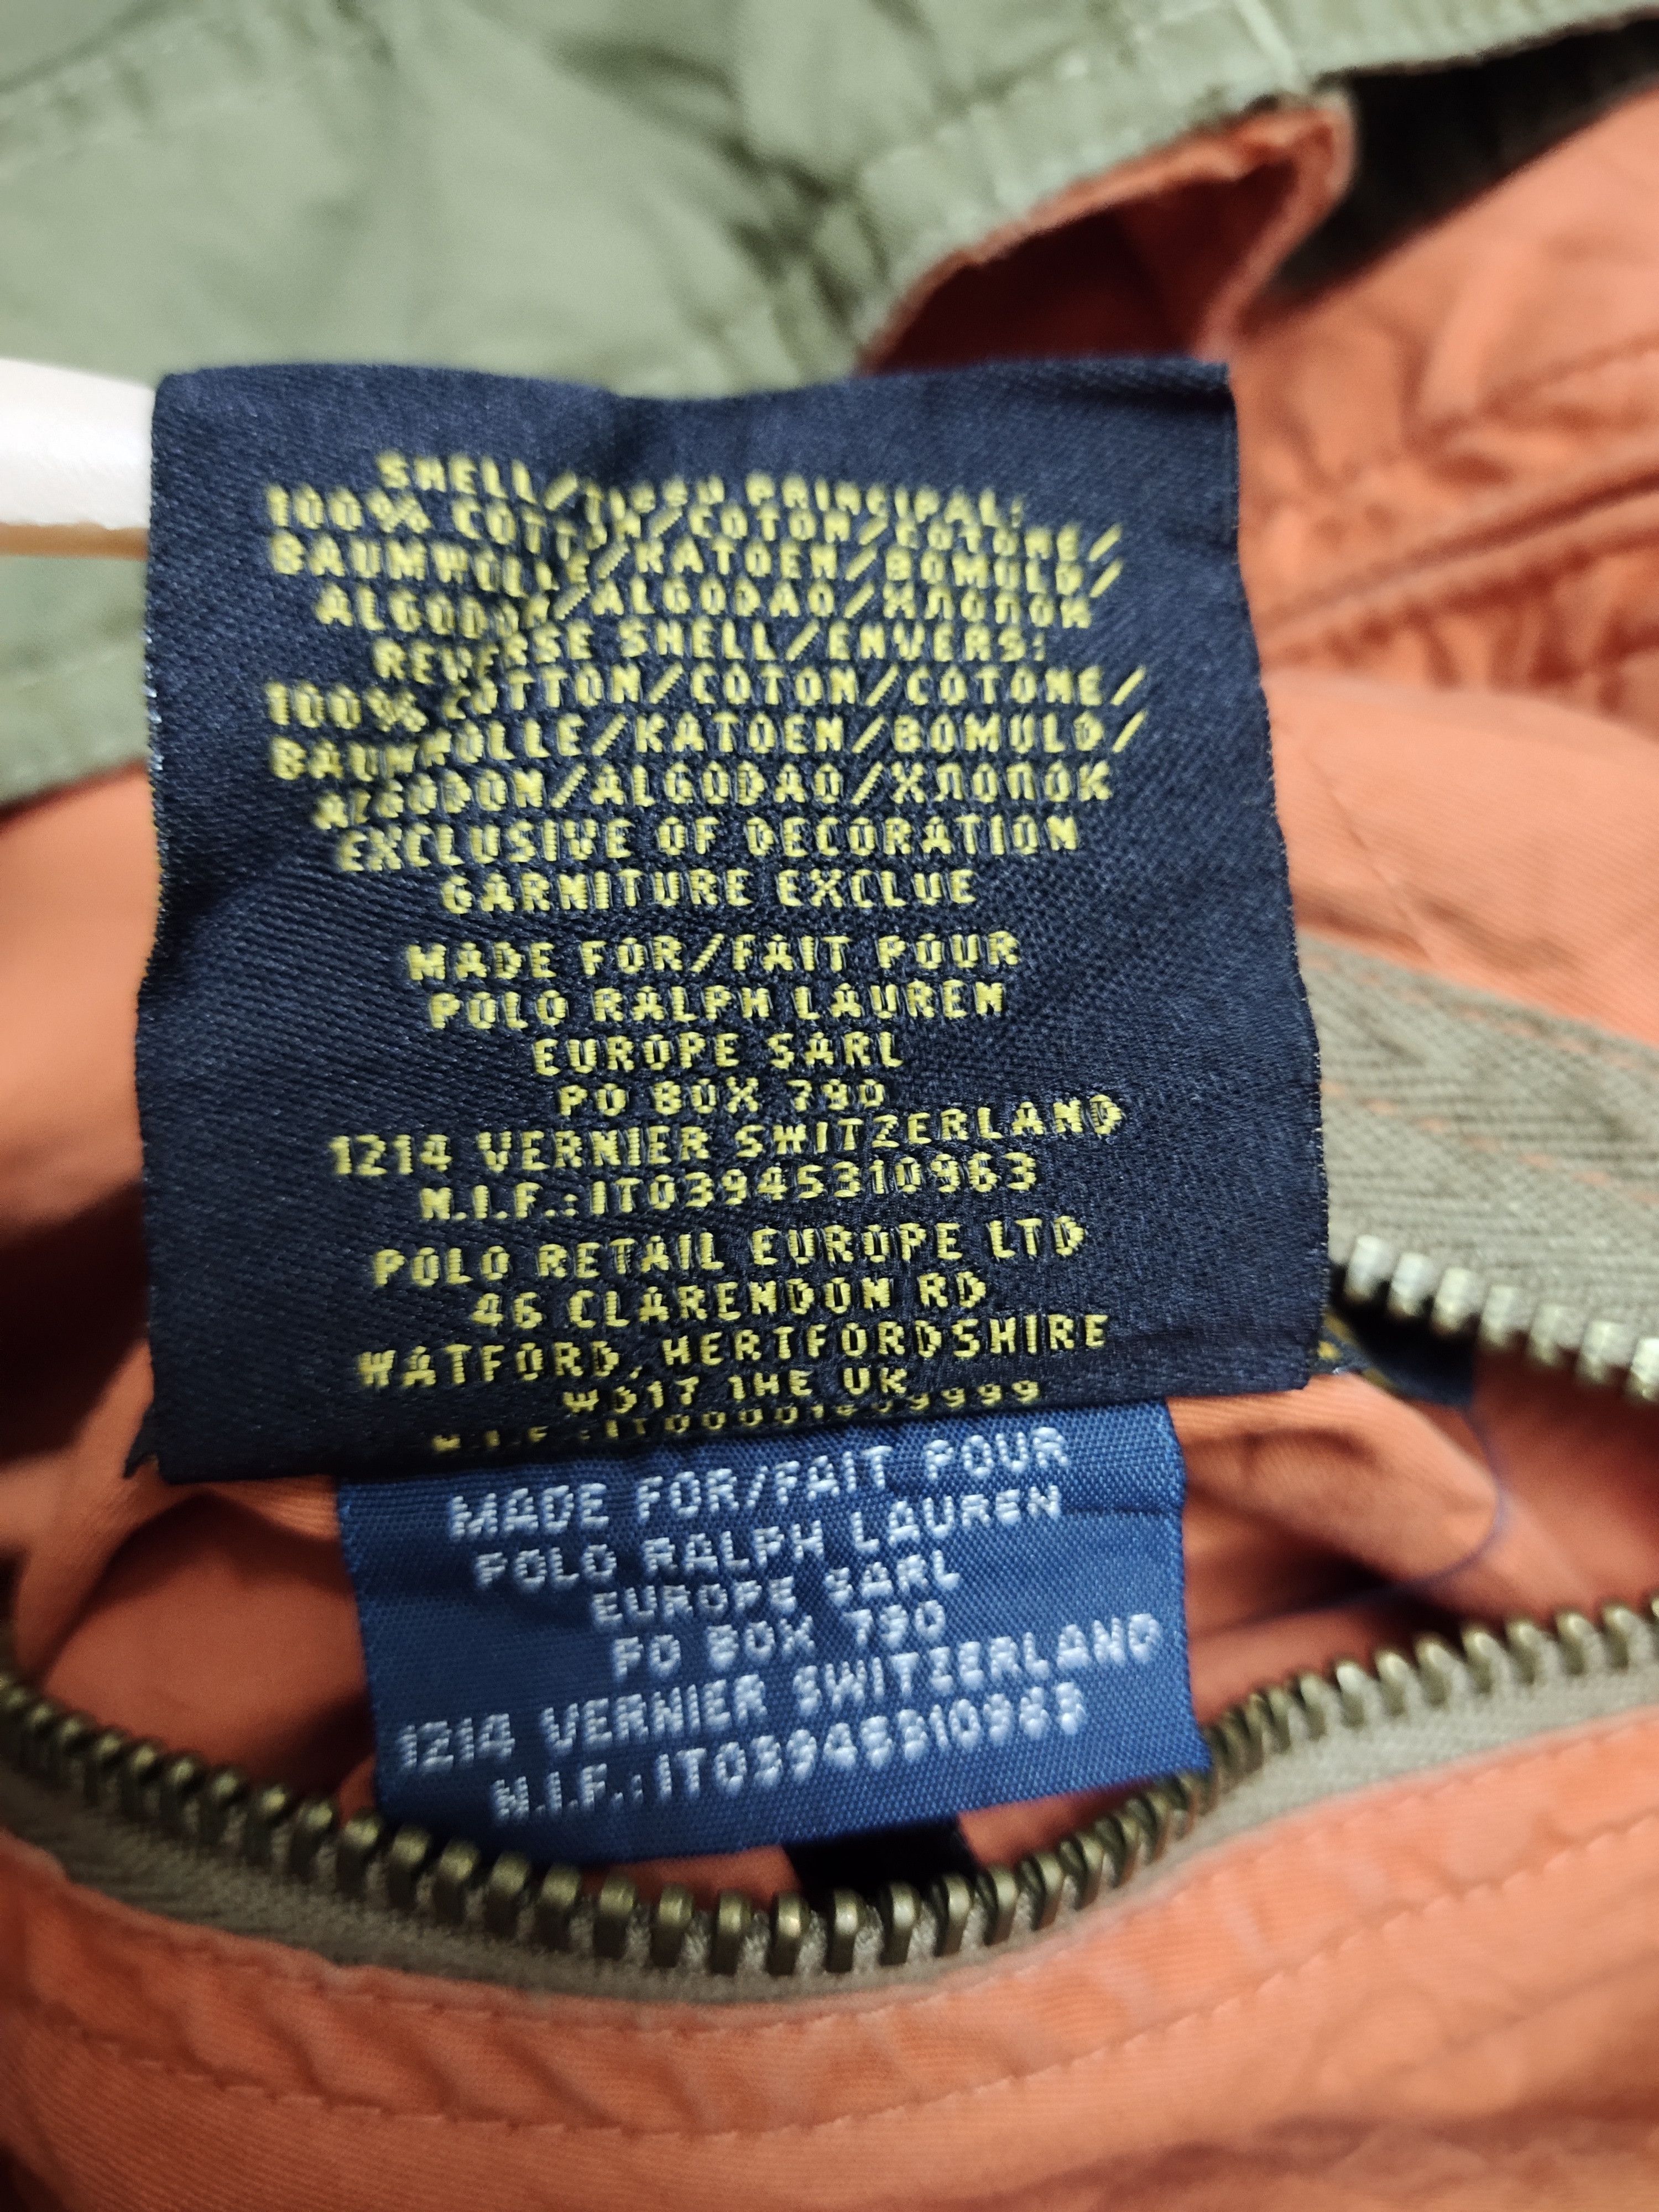 SHELL/TISSU PRINCIPAL:
100% COTTON/COTON/COTONE/
BAUMWOLLE/KATOEN/BOMULD/
ALGODON/ALGODAO/ХЛОПОК
REVERSE SHELL/ENVERS:
100% COTTON/COTON/COTONE/
BAUMWOLLE/KATOEN/BOMULD/
ALGODON/ALGODAO/ХЛОПОК
EXCLUSIVE OF DECORATION
GARNITURE EXCLUE
MADE FOR/FAIT POUR
POLO RALPH LAUREN
EUROPE SARL
PO BOX 790
1214 VERNIER SWITZERLAND
N.I.F.:IT03945310963
POLO RETAIL EUROPE LTD
46 CLARENDON RD
WATFORD, HERTFORDSHIRE
WD17 1HE UK
N.I.F.
MADE FOR/FAIT POUR
POLO RALPH LAUREN
EUROPE SARL
PO BOX 790
1214 VERNIER SWITZERLAND
N.I.F.:IT03945310963